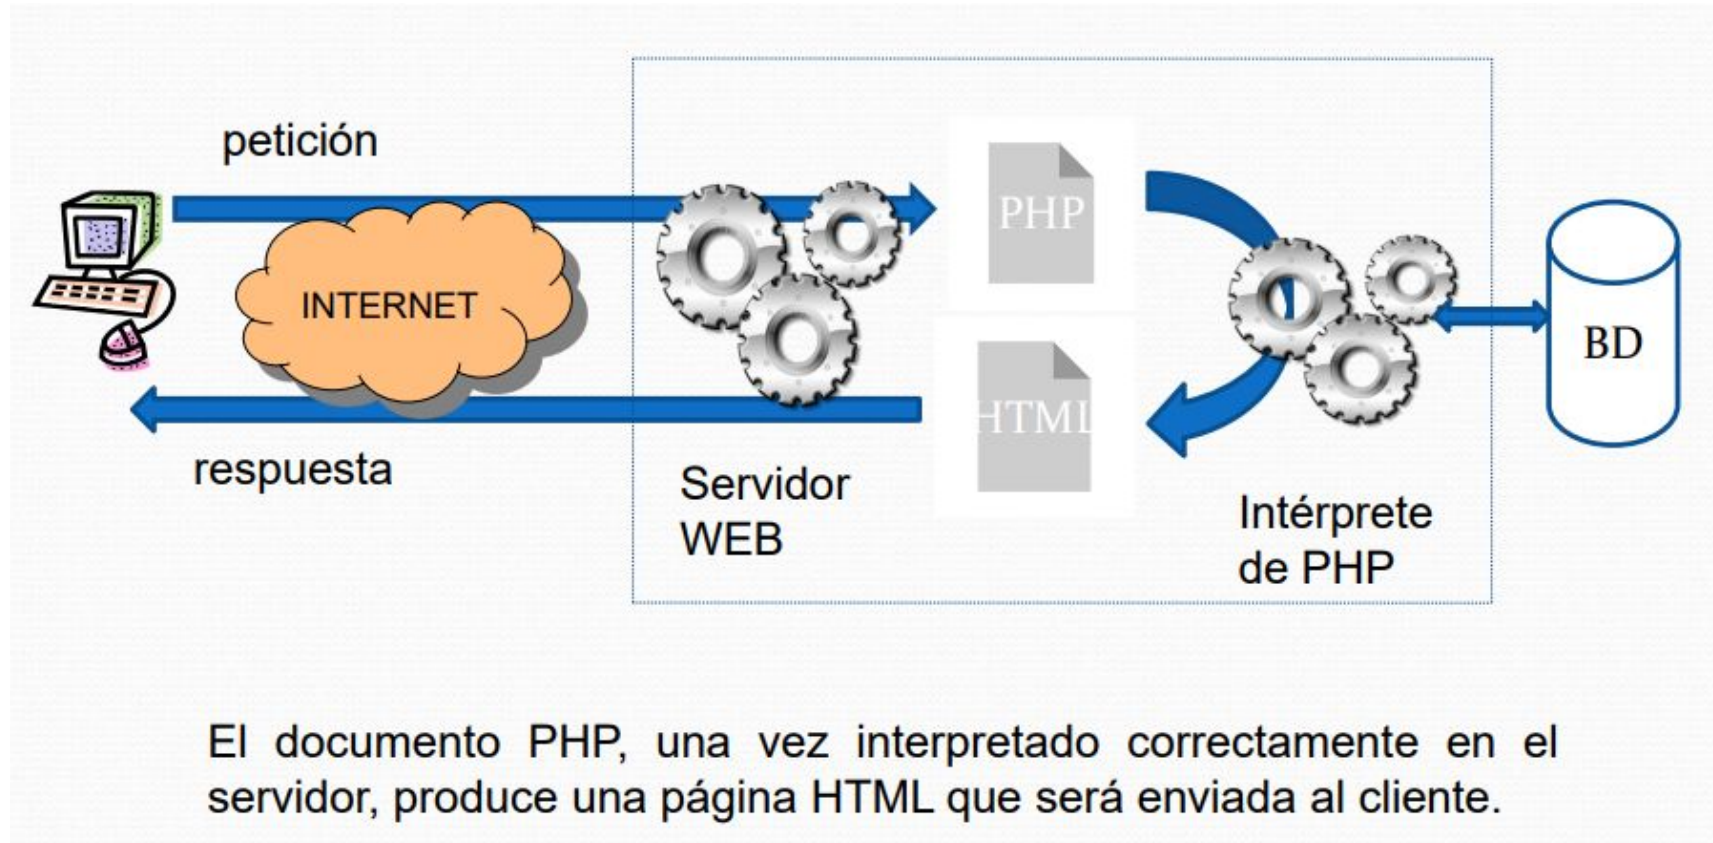 petición
PHP
INTERNET
BD
HTML
respuesta
Servidor
WEB
Intérprete
de PHP
El documento PHP, una vez interpretado correctamente en el
servidor, produce una página HTML que será enviada al cliente.